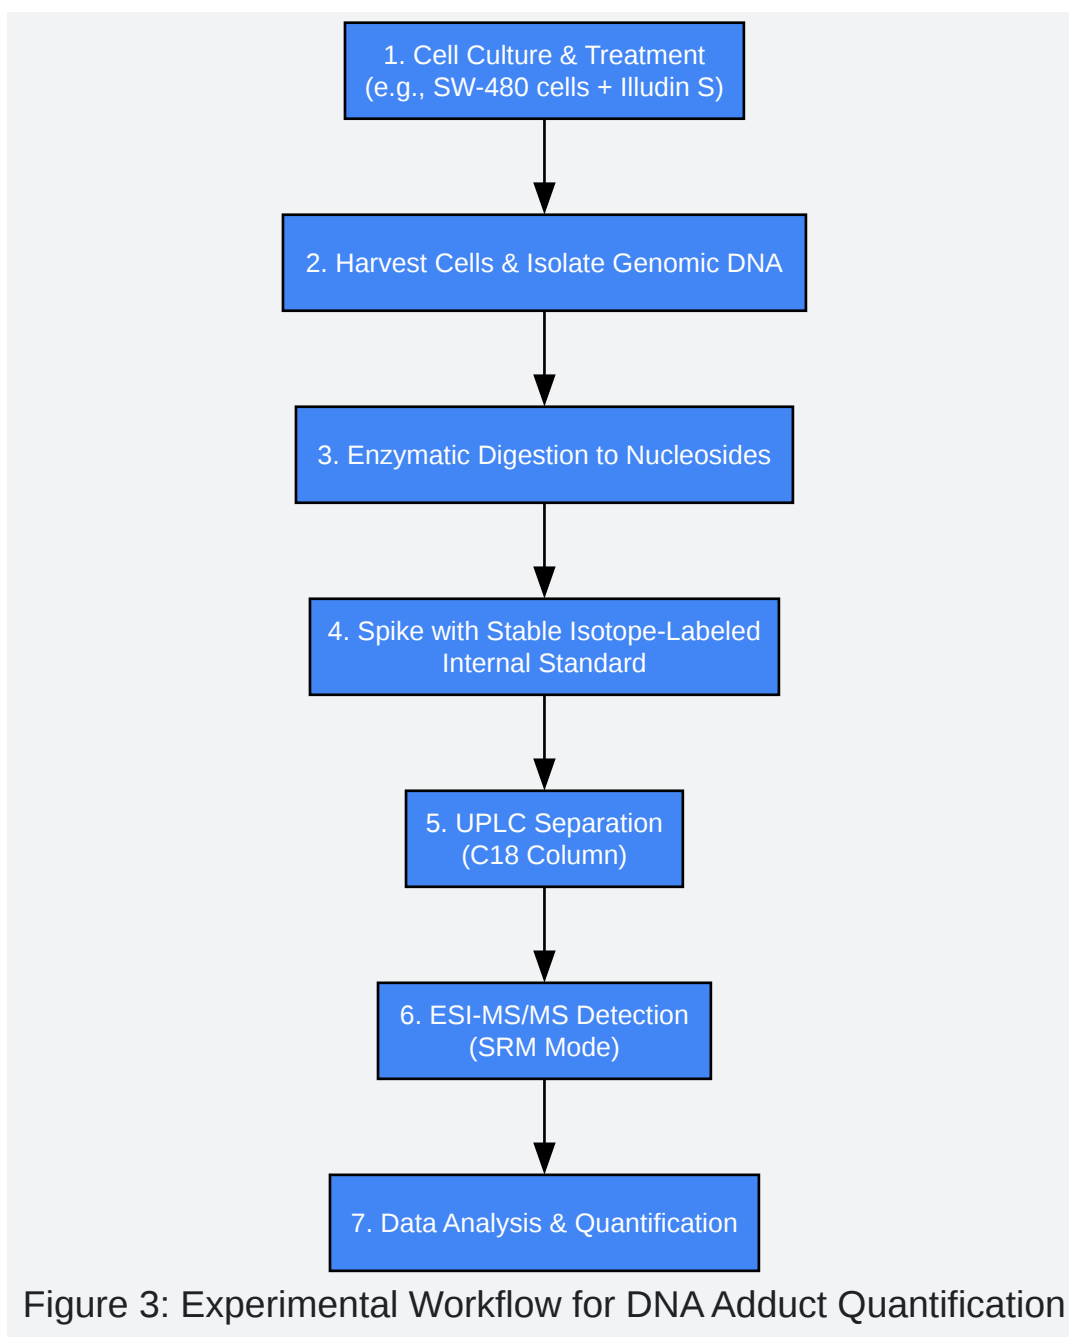 1. Cell Culture & Treatment
(e.g., SW-480 cells + Illudin S)
2. Harvest Cells & Isolate Genomic DNA
3. Enzymatic Digestion to Nucleosides
4. Spike with Stable Isotope-Labeled
Internal Standard
5. UPLC Separation
(C18 Column)
6. ESI-MS/MS Detection
(SRM Mode)
7. Data Analysis & Quantification
Figure 3: Experimental Workflow for DNA Adduct Quantification